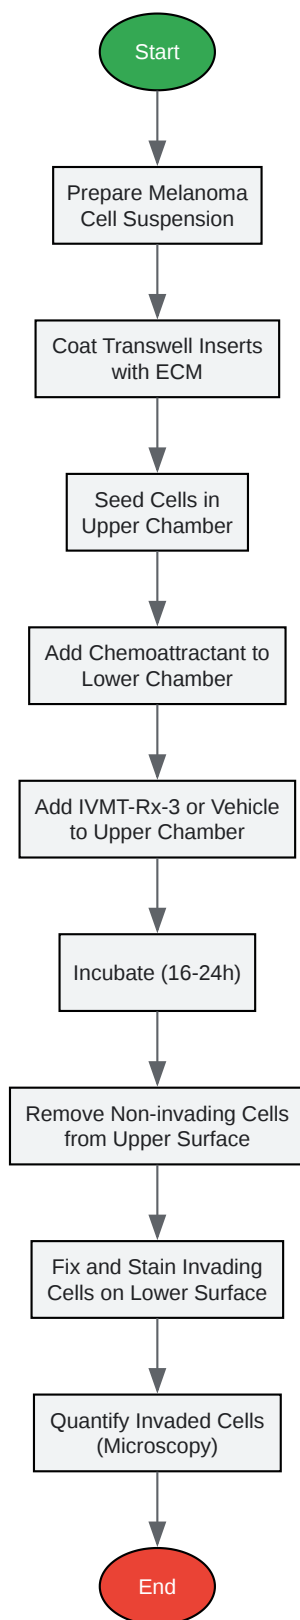 Start
Prepare Melanoma
Cell Suspension
Coat Transwell Inserts
with ECM
Seed Cells in
Upper Chamber
Add Chemoattractant to
Lower Chamber
Add IVMT-Rx-3 or Vehicle
to Upper Chamber
Incubate (16-24h)
Remove Non-invading Cells
from Upper Surface
Fix and Stain Invading
Cells on Lower Surface
Quantify Invaded Cells
(Microscopy)
End